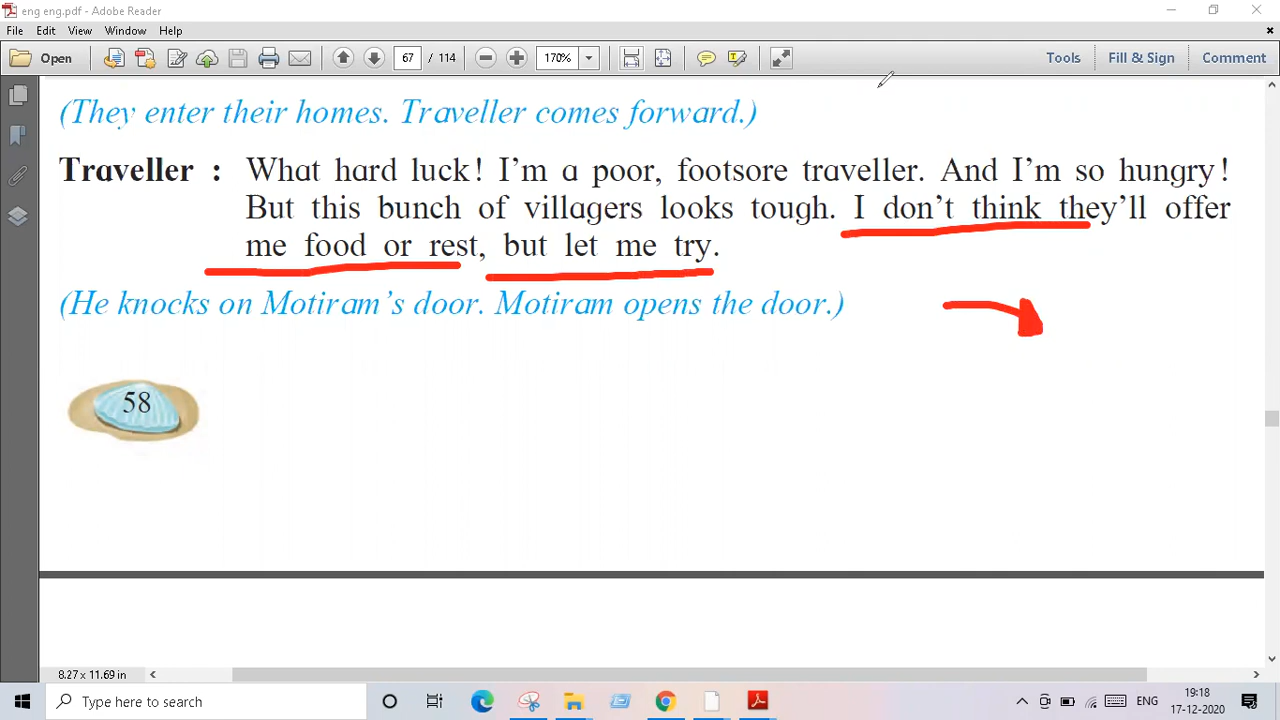 eng eng.pdf - Adobe Reader
File Edit View Window Help
Open 67 / 114 170% Tools Fill & Sign Comment
(They enter their homes. Traveller comes forward.)
Traveller : What hard luck! I'm a poor, footsore traveller. And I'm so hungry!
But this bunch of villagers looks tough. I don't think they'll offer
me food or rest, but let me try.
(He knocks on Motiram's door. Motiram opens the door.)
58
8.27 x 11.69 in
Type here to search
ENG
19:18
17-12-2020